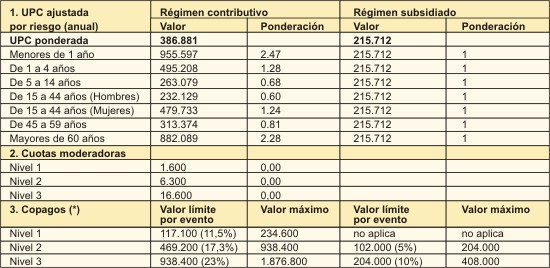 1. UPC ajustada por riesgo (anual) Régimen contributivo Régimen subsidiado
Valor Ponderación Valor Ponderación
UPC ponderada 386.881 215.712
Menores de 1 año 955.597 2.47 215.712 1
De 1 a 4 años 495.208 1.28 215.712 1
De 5 a 14 años 263.079 0.68 215.712 1
De 15 a 44 años (Hombres) 232.129 0.60 215.712 1
De 15 a 44 años (Mujeres) 479.733 1.24 215.712 1
De 45 a 59 años 313.374 0.81 215.712 1
Mayores de 60 años 882.089 2.28 215.712 1
2. Cuotas moderadoras
Nivel 1 1.600 0,00
Nivel 2 6.300 0,00
Nivel 3 16.600 0,00
3. Copagos (*) Valor límite por evento Valor máximo Valor límite por evento Valor máximo
Nivel 1 117.100 (11,5%) 234.600 no aplica no aplica
Nivel 2 469.200 (17,3%) 938.400 102.000 (5%) 204.000
Nivel 3 938.400 (23%) 1.876.800 204.000 (10%) 408.000